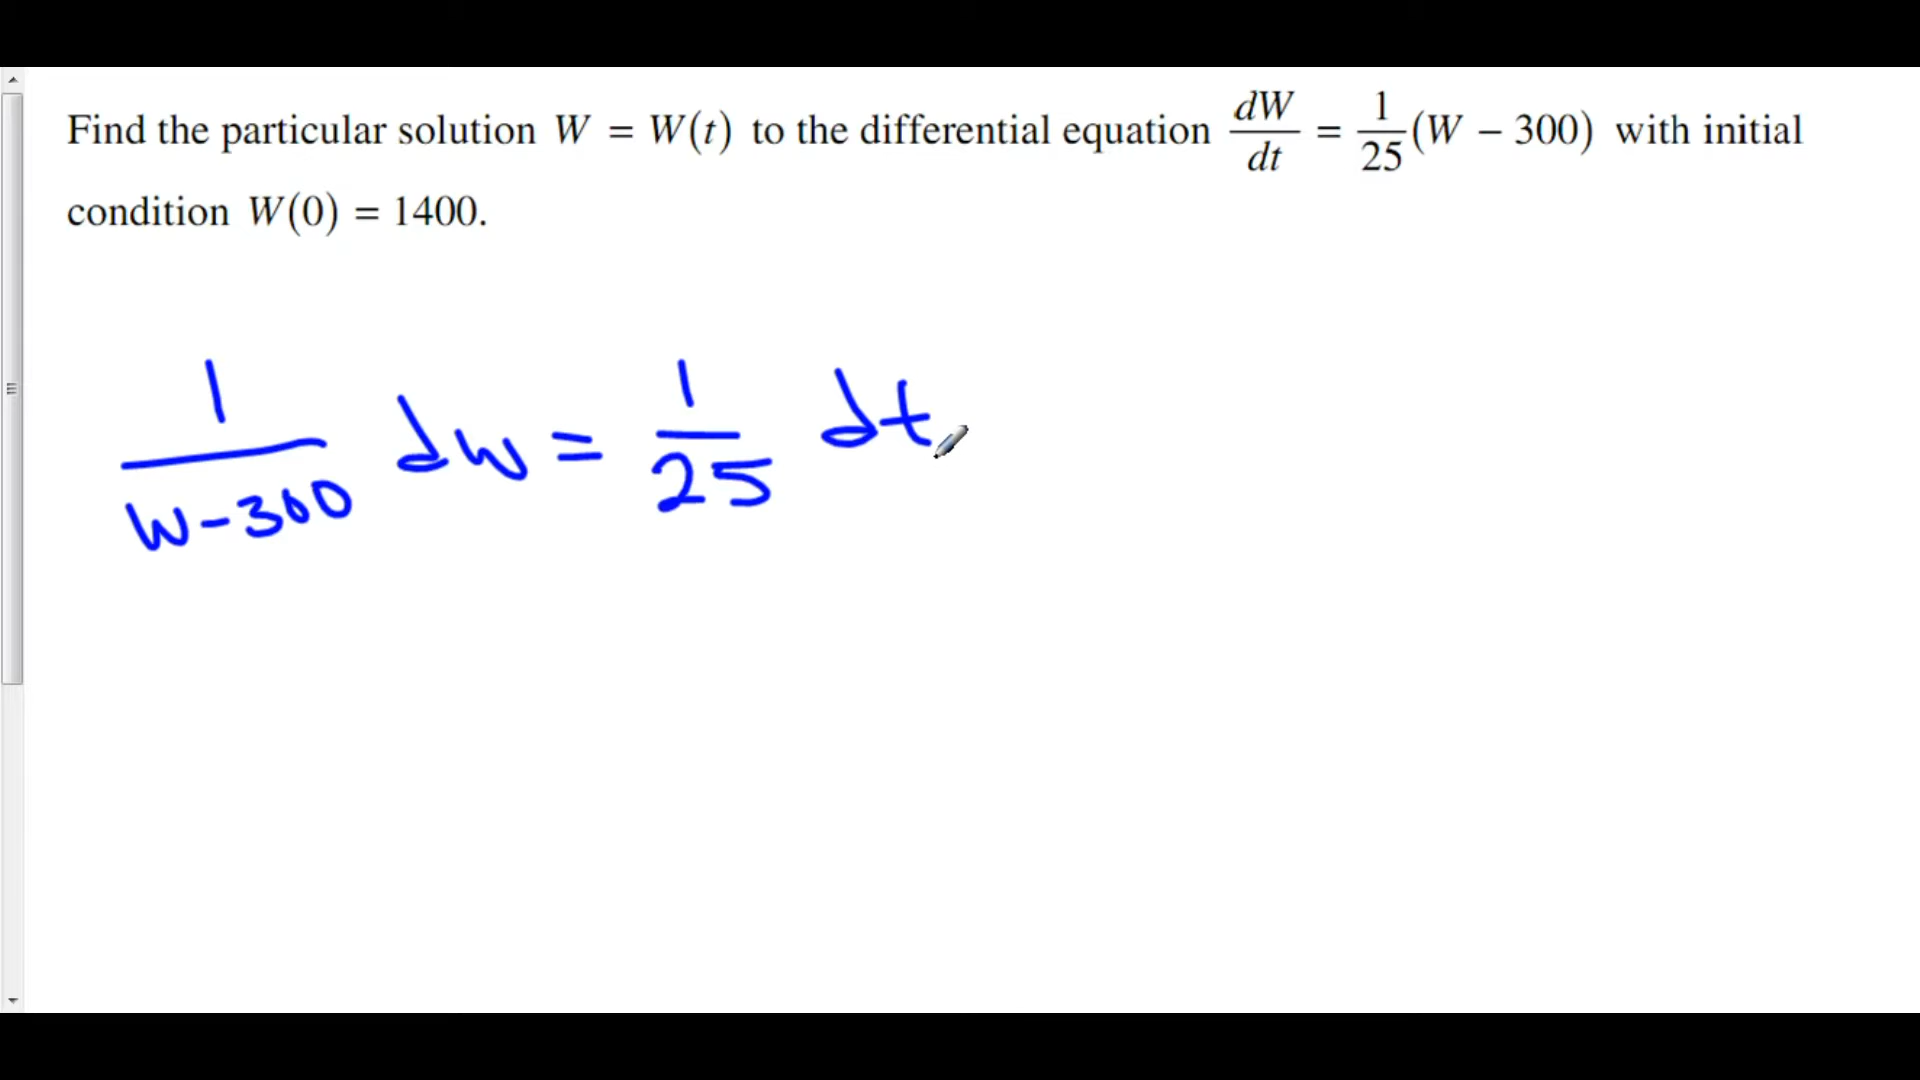 Find the particular solution W = W(t) to the differential equation dW/dt = 1/25 (W − 300) with initial
condition W(0) = 1400.
1/(W-300) dw = 1/25 dt